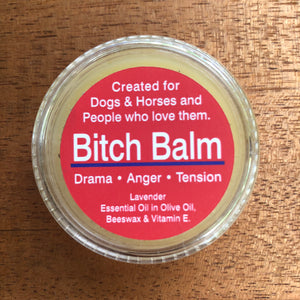 Created for
Dogs & Horses and
People who love them.
Bitch Balm
Drama • Anger • Tension
Lavender
Essential Oil in Olive Oil,
Beeswax & Vitamin E.